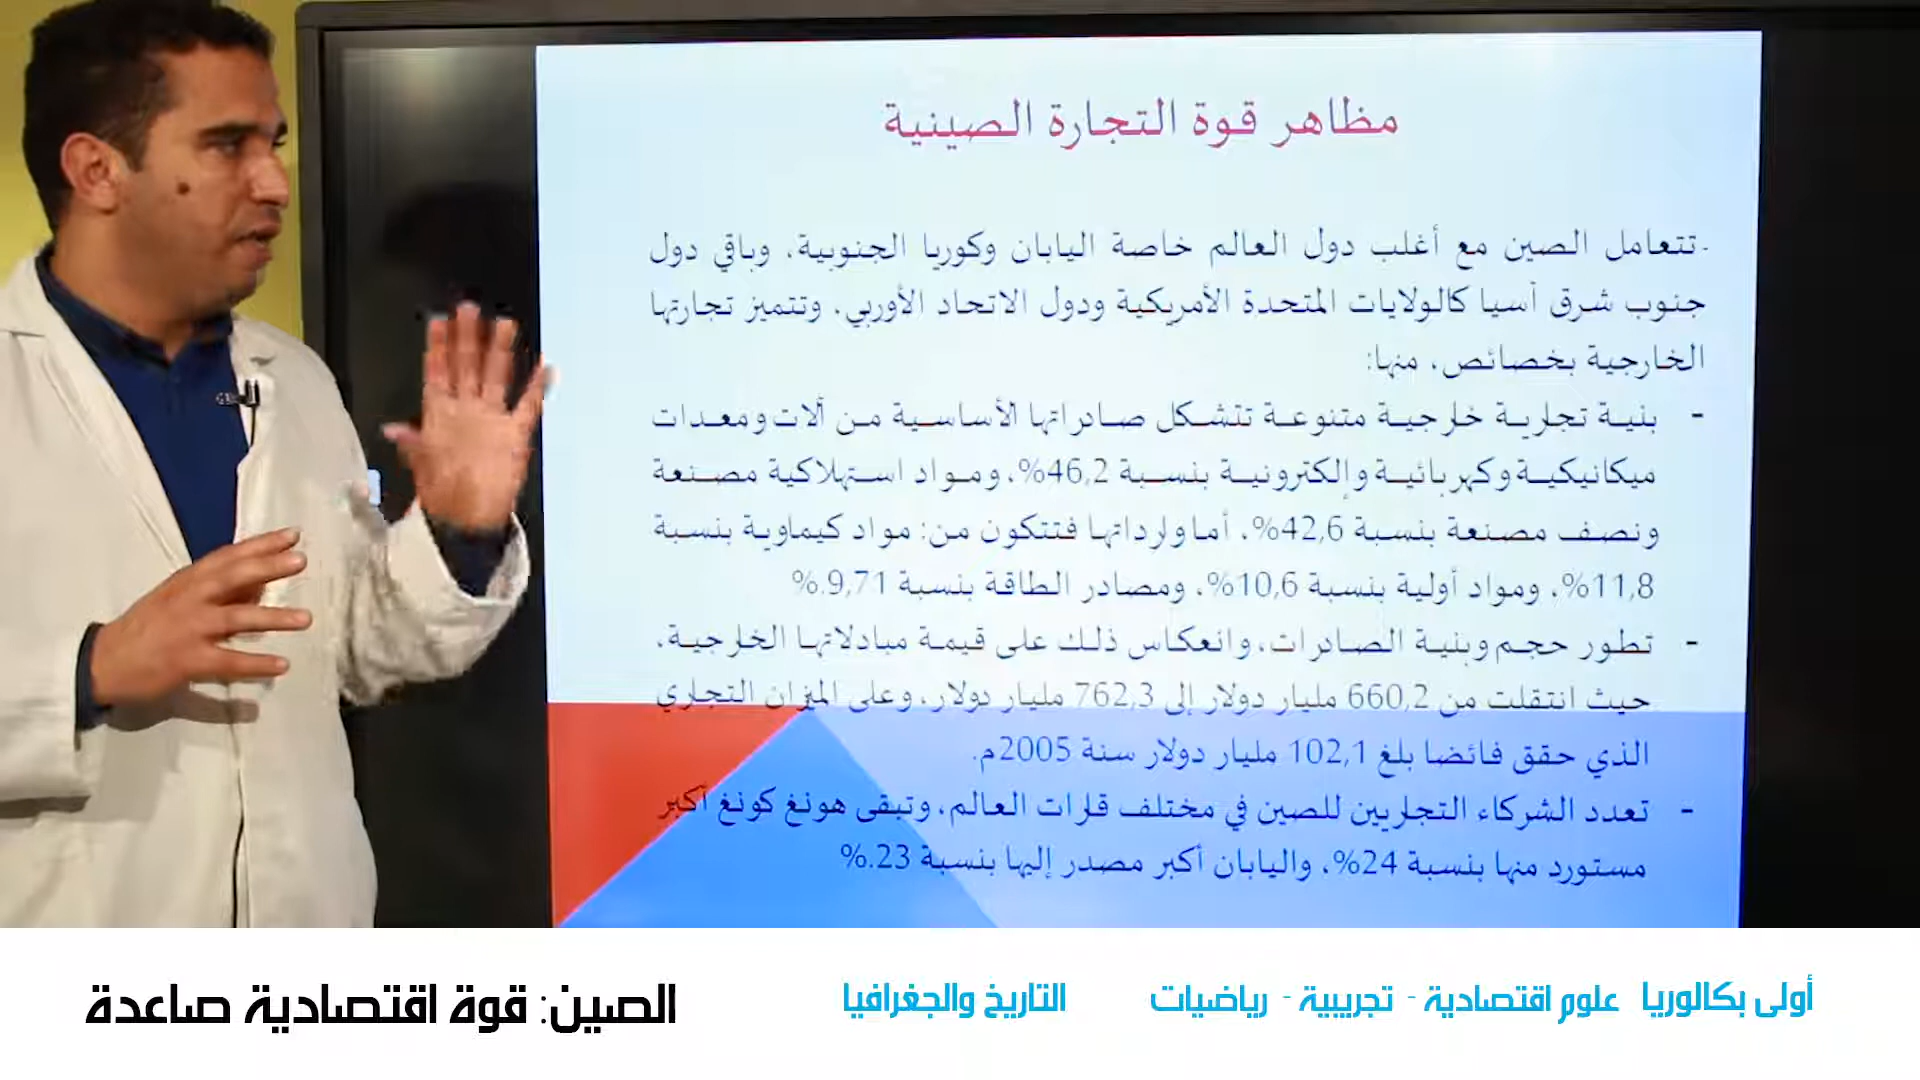 مظاهر قوة التجارة الصينية
-تتعامل الصين مع أغلب دول العالم خاصة اليابان وكوريا الجنوبية، وباقي دول
جنوب شرق آسيا كالولايات المتحدة الأمريكية ودول الاتحاد الأوربي، وتتميز تجارتها
الخارجية بخصائص، منها:
- بنية تجارية خارجية متنوعة تتشكل صادراتها الأساسية من آلات ومعدات
ميكانيكية وكهربائية وإلكترونية بنسبة 46,2%، ومواد استهلاكية مصنعة
ونصف مصنعة بنسبة 42,6%، أما وارداتها فتتكون من: مواد كيماوية بنسبة
11,8%، ومواد أولية بنسبة 10,6%، ومصادر الطاقة بنسبة 9,71.%
- تطور حجم وبنية الصادرات، وانعكاس ذلك على قيمة مبادلاتها الخارجية،
حيث انتقلت من 660,2 مليار دولار إلى 762,3 مليار دولار، وعلى الميزان التجاري
الذي حقق فائضا بلغ 102,1 مليار دولار سنة 2005م.
- تعدد الشركاء التجاريين للصين في مختلف قارات العالم، وتبقى هونغ كونغ أكبر
مستورد منها بنسبة 24%، واليابان أكبر مصدر إليها بنسبة 23.%
أولى بكالوريا علوم اقتصادية - تجريبية - رياضيات التاريخ والجغرافيا الصين: قوة اقتصادية صاعدة